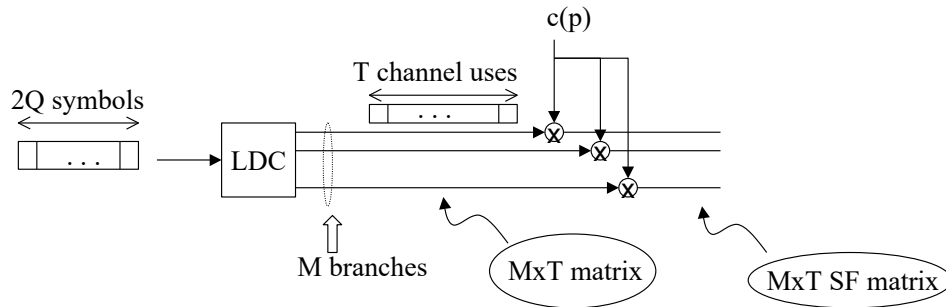 c(p)
T channel uses
2Q symbols
. . .
. . .
LDC
X
X
X
M branches
MxT matrix
MxT SF matrix